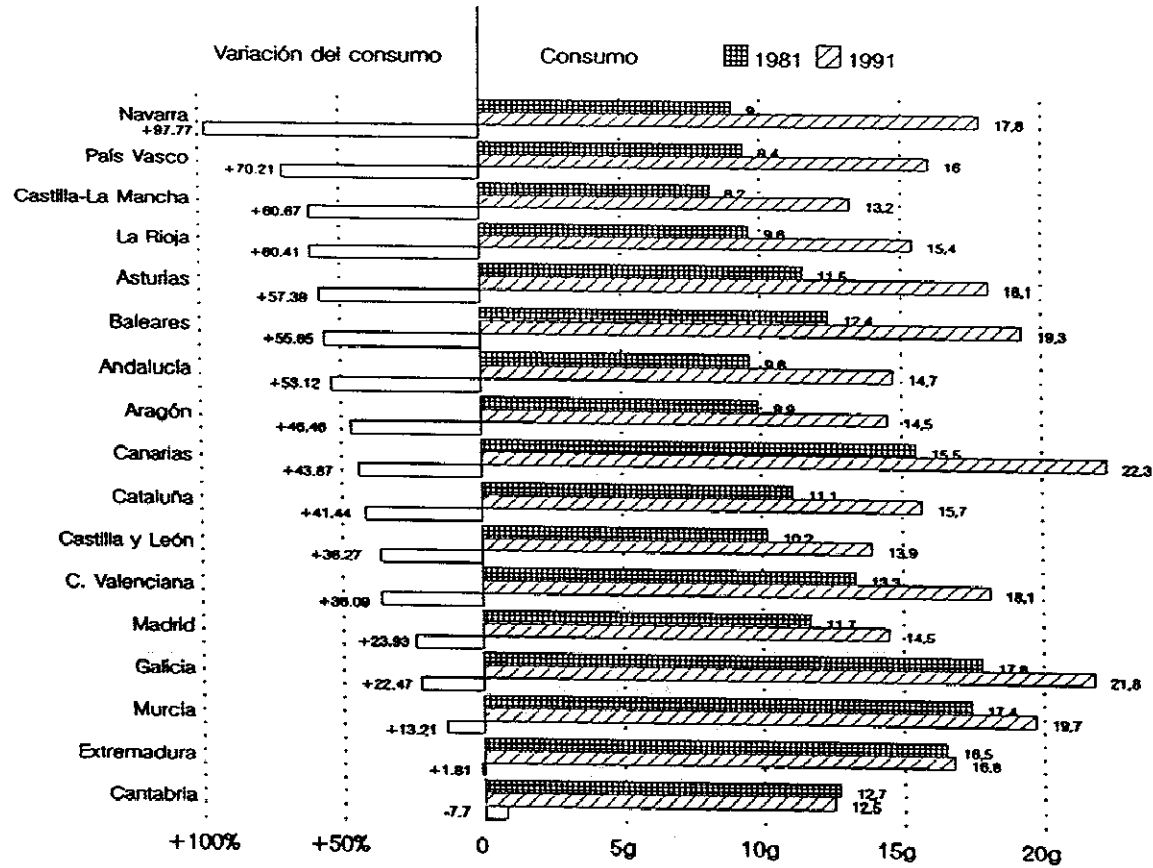 Variación del consumo Consumo 1981 1991
Navarra 9
+97.77 17,8
País Vasco 9,4
+70.21 16
Castilla-La Mancha 8,2
+60.67 13,2
La Rioja 9,6
+60.41 15,4
Asturias 11,5
+57.39 18,1
Baleares 12,4
+55.65 19,3
Andalucía 9,6
+53.12 14,7
Aragón 9,9
+46.46 14,5
Canarias 15,5
+43.87 22,3
Cataluña 11,1
+41.44 15,7
Castilla y León 10,2
+36.27 13,9
C. Valenciana 13,3
+36.09 18,1
Madrid 11,7
+23.93 14,5
Galicia 17,8
+22.47 21,8
Murcia 17,4
+13.21 19,7
Extremadura 16,5
+1.81 16,8
Cantabria 12,7
-7.7 12,5
+100% +50% 0 5g 10g 15g 20g